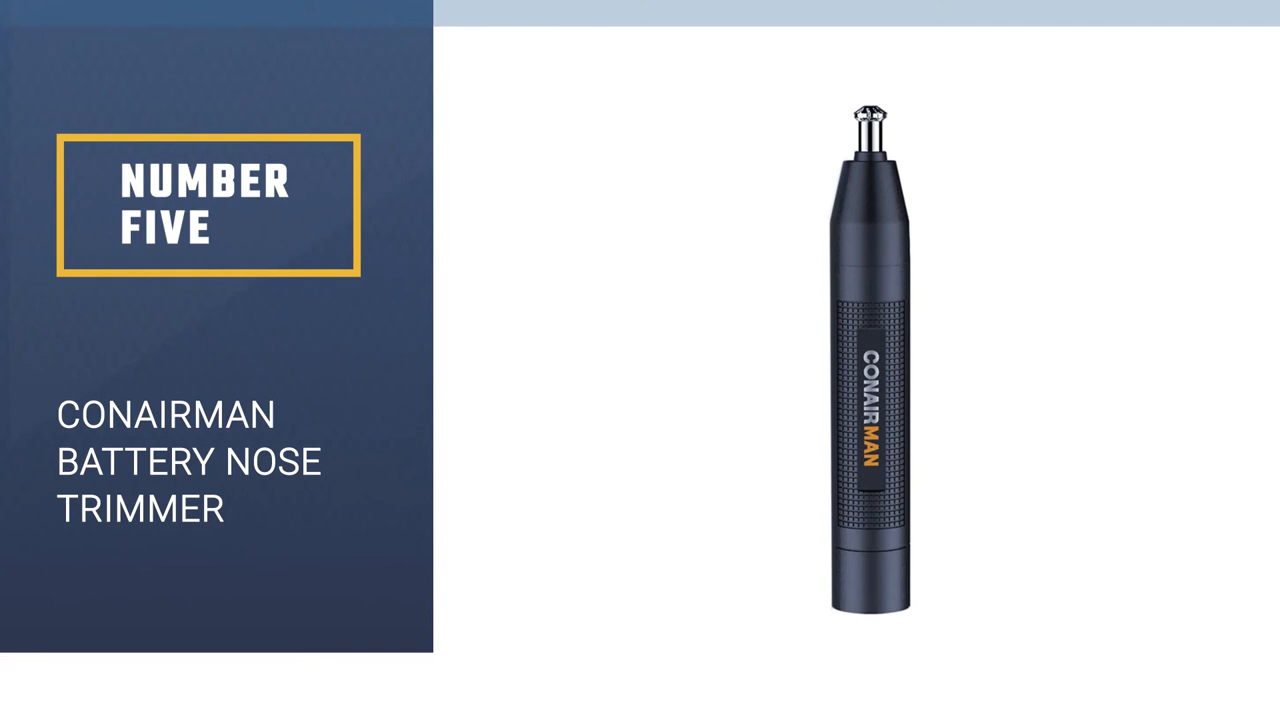 NUMBER
FIVE
CONAIRMAN
BATTERY NOSE
TRIMMER
CONAIRMAN